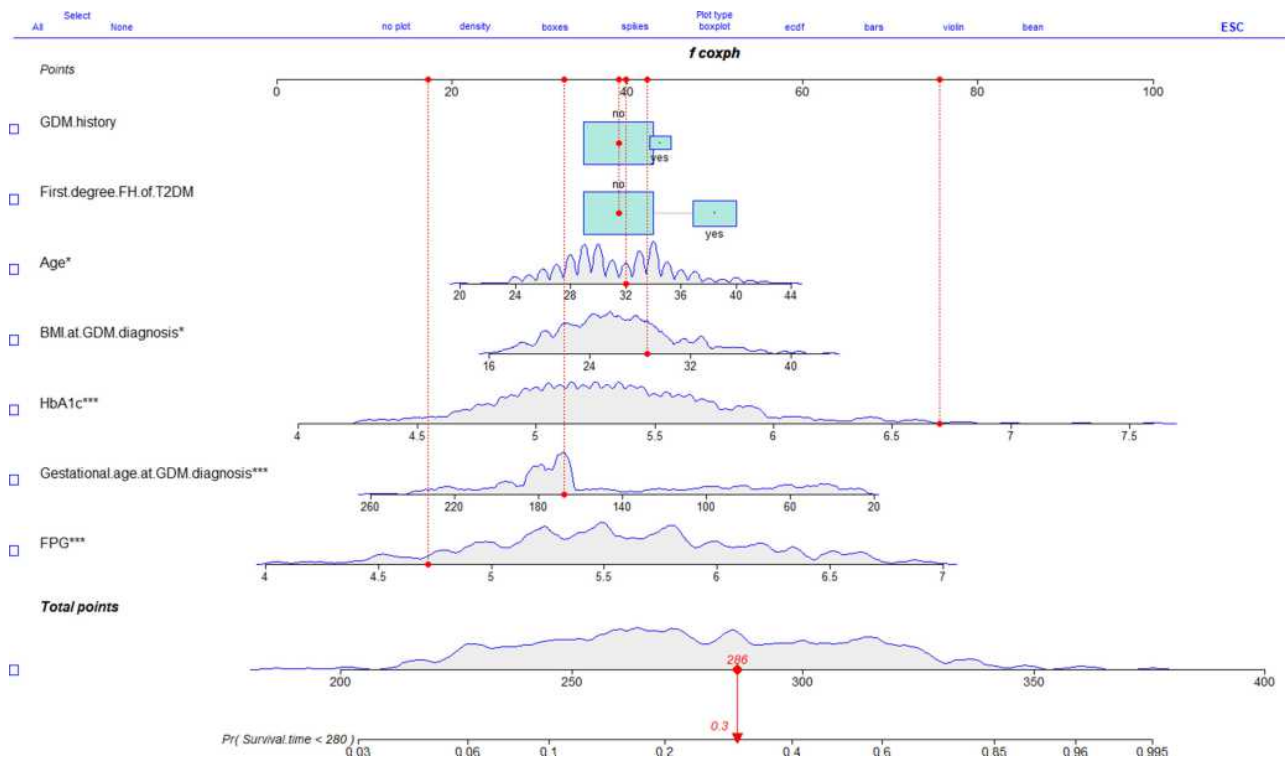 Select
Plot type
All None no plot density boxes spikes boxplot ecdf bars violin bean ESC
f coxph
Points
0 20 40 60 80 100
GDM.history
no
yes
First.degree.FH.of.T2DM
no
yes
Age*
20 24 28 32 36 40 44
BMI.at.GDM.diagnosis*
16 24 32 40
HbA1c***
4 4.5 5 5.5 6 6.5 7 7.5
Gestational.age.at.GDM.diagnosis***
260 220 180 140 100 60 20
FPG***
4 4.5 5 5.5 6 6.5 7
Total points
286
200 250 300 350 400
0.3
Pr( Survival.time < 280 )
0.03 0.06 0.1 0.2 0.4 0.6 0.85 0.96 0.995